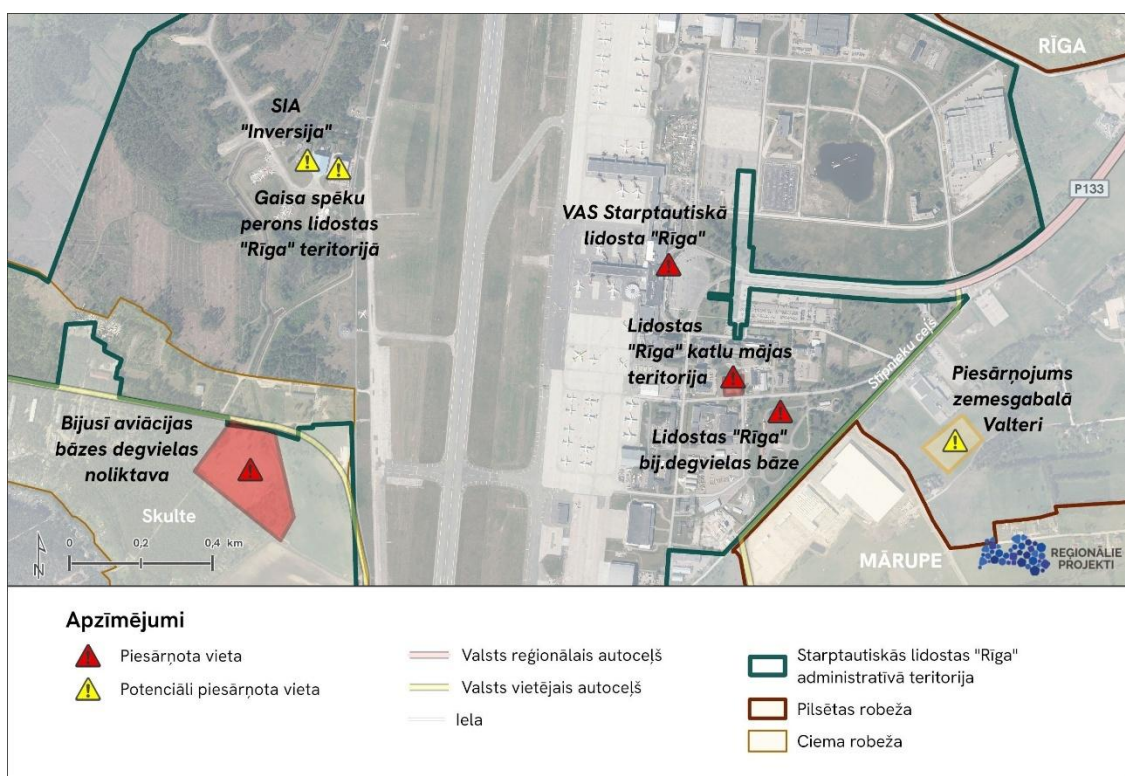 RĪGA
SIA
"Inversija"
P133
Gaisa spēku
perons lidostas
"Rīga" teritorijā
VAS Starptautiskā
lidosta "Rīga"
Lidostas
"Rīga" katlu mājas
teritorija
Stīpnieku ceļš
Piesārņojums
zemesgabalā
Valteri
Bijusī aviācijas
bāzes degvielas
noliktava
Lidostas "Rīga"
bij.degvielas bāze
Skulte
N
0 0,2 0,4 km
MĀRUPE
REĢIONĀLIE
PROJEKTI
Apzīmējumi
Piesārņota vieta
Potenciāli piesārņota vieta
Valsts reģionālais autoceļš
Valsts vietējais autoceļš
Iela
Starptautiskās lidostas "Rīga"
administratīvā teritorija
Pilsētas robeža
Ciema robeža